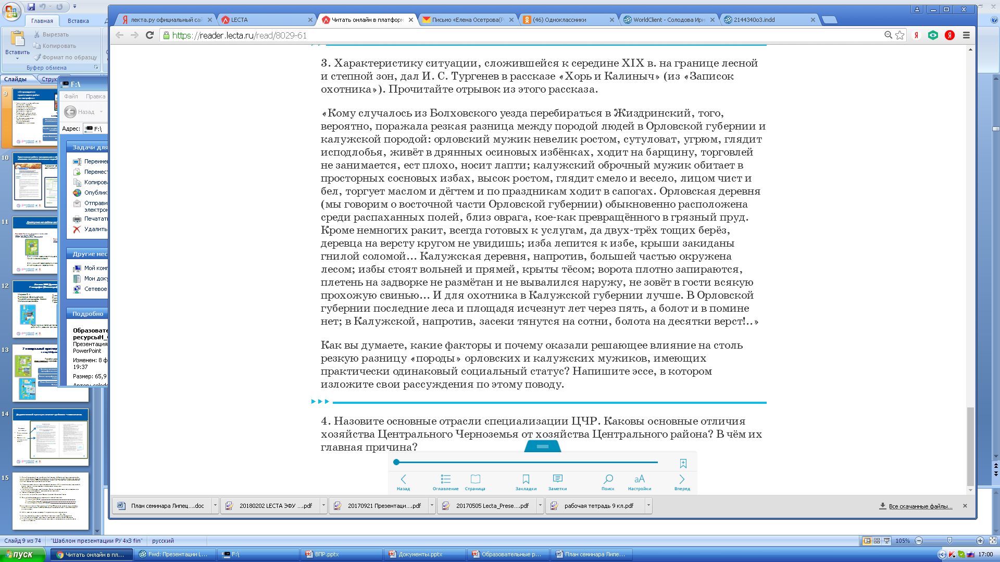 Главная
Вставка
Вставить
Вырезать
Копировать
Формат по образцу
Буфер обмена
Слайды
лекта.ру официальный сай
LECTA
Читать онлайн в платформ
Письмо «Елена Осетрова(Р
(46) Одноклассники
WorldClient - Солодова Ири
2144340о3.indd
https://reader.lecta.ru/read/8029-61
F:\
Файл
Правка
Назад
Адрес:
F:\
Задачи для
Переиме
Перемест
Копирова
Опублик
Отправи
электрон
Печатат
Удалить
Другие мес
Мой комп
Мои доку
Сетевое
Подробно
Образовате
Презентация
PowerPoint
Изменен: 8 ф
19:37
Размер: 65,9
9
10
11
12
13
14
15
3. Характеристику ситуации, сложившейся к середине XIX в. на границе лесной
и степной зон, дал И. С. Тургенев в рассказе «Хорь и Калиныч» (из «Записок
охотника»). Прочитайте отрывок из этого рассказа.
«Кому случалось из Болховского уезда перебираться в Жиздринский, того,
вероятно, поражала резкая разница между породой людей в Орловской губернии и
калужской породой: орловский мужик невелик ростом, сутуловат, угрюм, глядит
исподлобья, живёт в дрянных осиновых избёнках, ходит на барщину, торговлей
не занимается, ест плохо, носит лапти; калужский оброчный мужик обитает в
просторных сосновых избах, высок ростом, глядит смело и весело, лицом чист и
бел, торгует маслом и дёгтем и по праздникам ходит в сапогах. Орловская деревня
(мы говорим о восточной части Орловской губернии) обыкновенно расположена
среди распаханных полей, близ оврага, кое-как превращённого в грязный пруд.
Кроме немногих ракит, всегда готовых к услугам, да двух-трёх тощих берёз,
деревца на версту кругом не увидишь; изба лепится к избе, крыши закиданы
гнилой соломой... Калужская деревня, напротив, большей частью окружена
лесом; избы стоят вольней и прямей, крыты тёсом; ворота плотно запираются,
плетень на задворке не размётан и не вывалился наружу, не зовёт в гости всякую
прохожую свинью... И для охотника в Калужской губернии лучше. В Орловской
губернии последние леса и площадя исчезнут лет через пять, а болот и в помине
нет; в Калужской, напротив, засеки тянутся на сотни, болота на десятки верст!..»
Как вы думаете, какие факторы и почему оказали решающее влияние на столь
резкую разницу «породы» орловских и калужских мужиков, имеющих
практически одинаковый социальный статус? Напишите эссе, в котором
изложите свои рассуждения по этому поводу.
4. Назовите основные отрасли специализации ЦЧР. Каковы основные отличия
хозяйства Центрального Черноземья от хозяйства Центрального района? В чём их
главная причина?
Назад
Оглавление
Страница
Закладки
Заметки
Поиск
аА
Настройки
Вперед
План семинара Липец....doc
20180202 LECTA ЭФУ ....pdf
20170921 Презентаци....pdf
20170505 Lecta_Prese....pdf
рабочая тетрадь 9 кл.pdf
Все скачанные файлы...
Слайд 9 из 74
"Шаблон презентации РУ 4x3 fin"
русский
105%
пуск
Читать онлайн в пл...
Fwd: Презентации L...
F:\
ВПР.pptx
Документы.pptx
Образовательные р...
План семинара Липе...
17:00